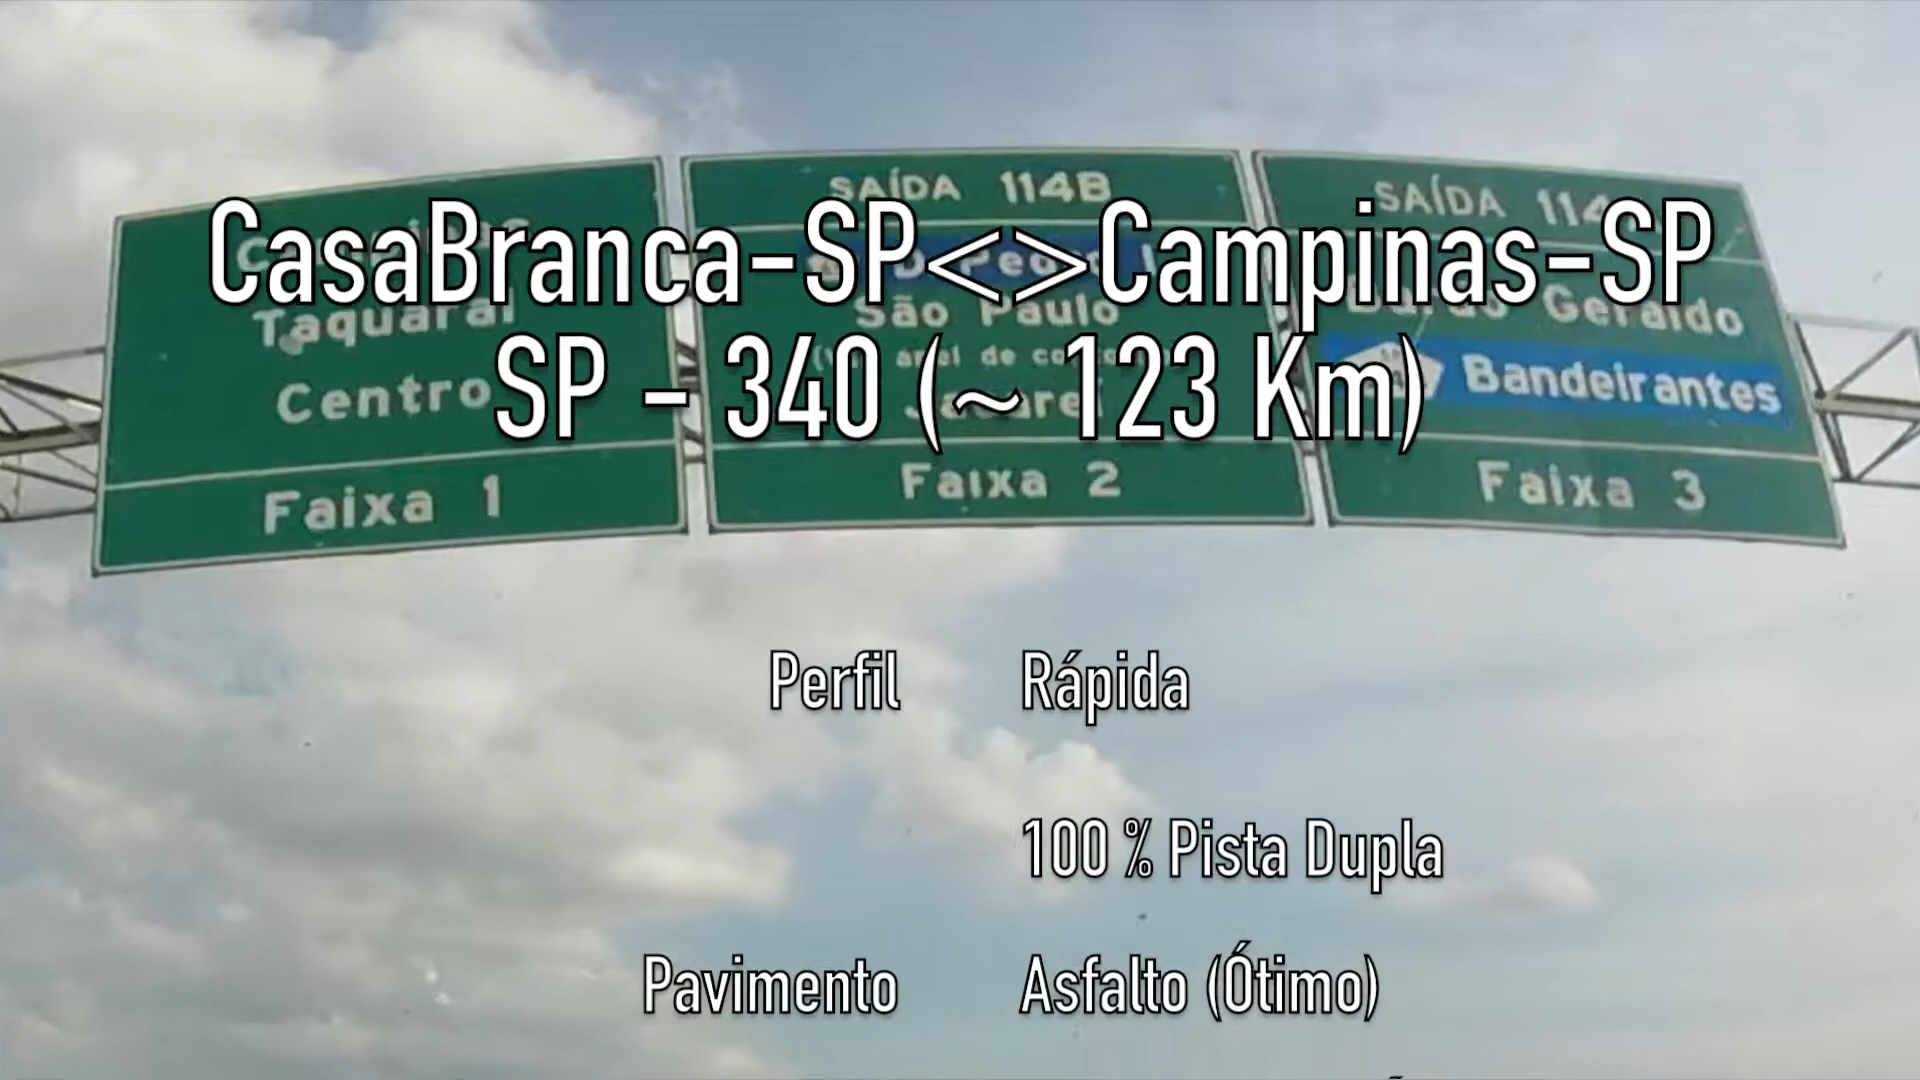 SAÍDA 114B
SAÍDA 114
CasaBranca-SP<>Campinas-SP
Taquaral
São Paulo
Geraldo
SP - 340 (~ 123 Km)
Centro
Bandeirantes
Faixa 1
Faixa 2
Faixa 3
Perfil Rápida
100 % Pista Dupla
Pavimento Asfalto (Ótimo)